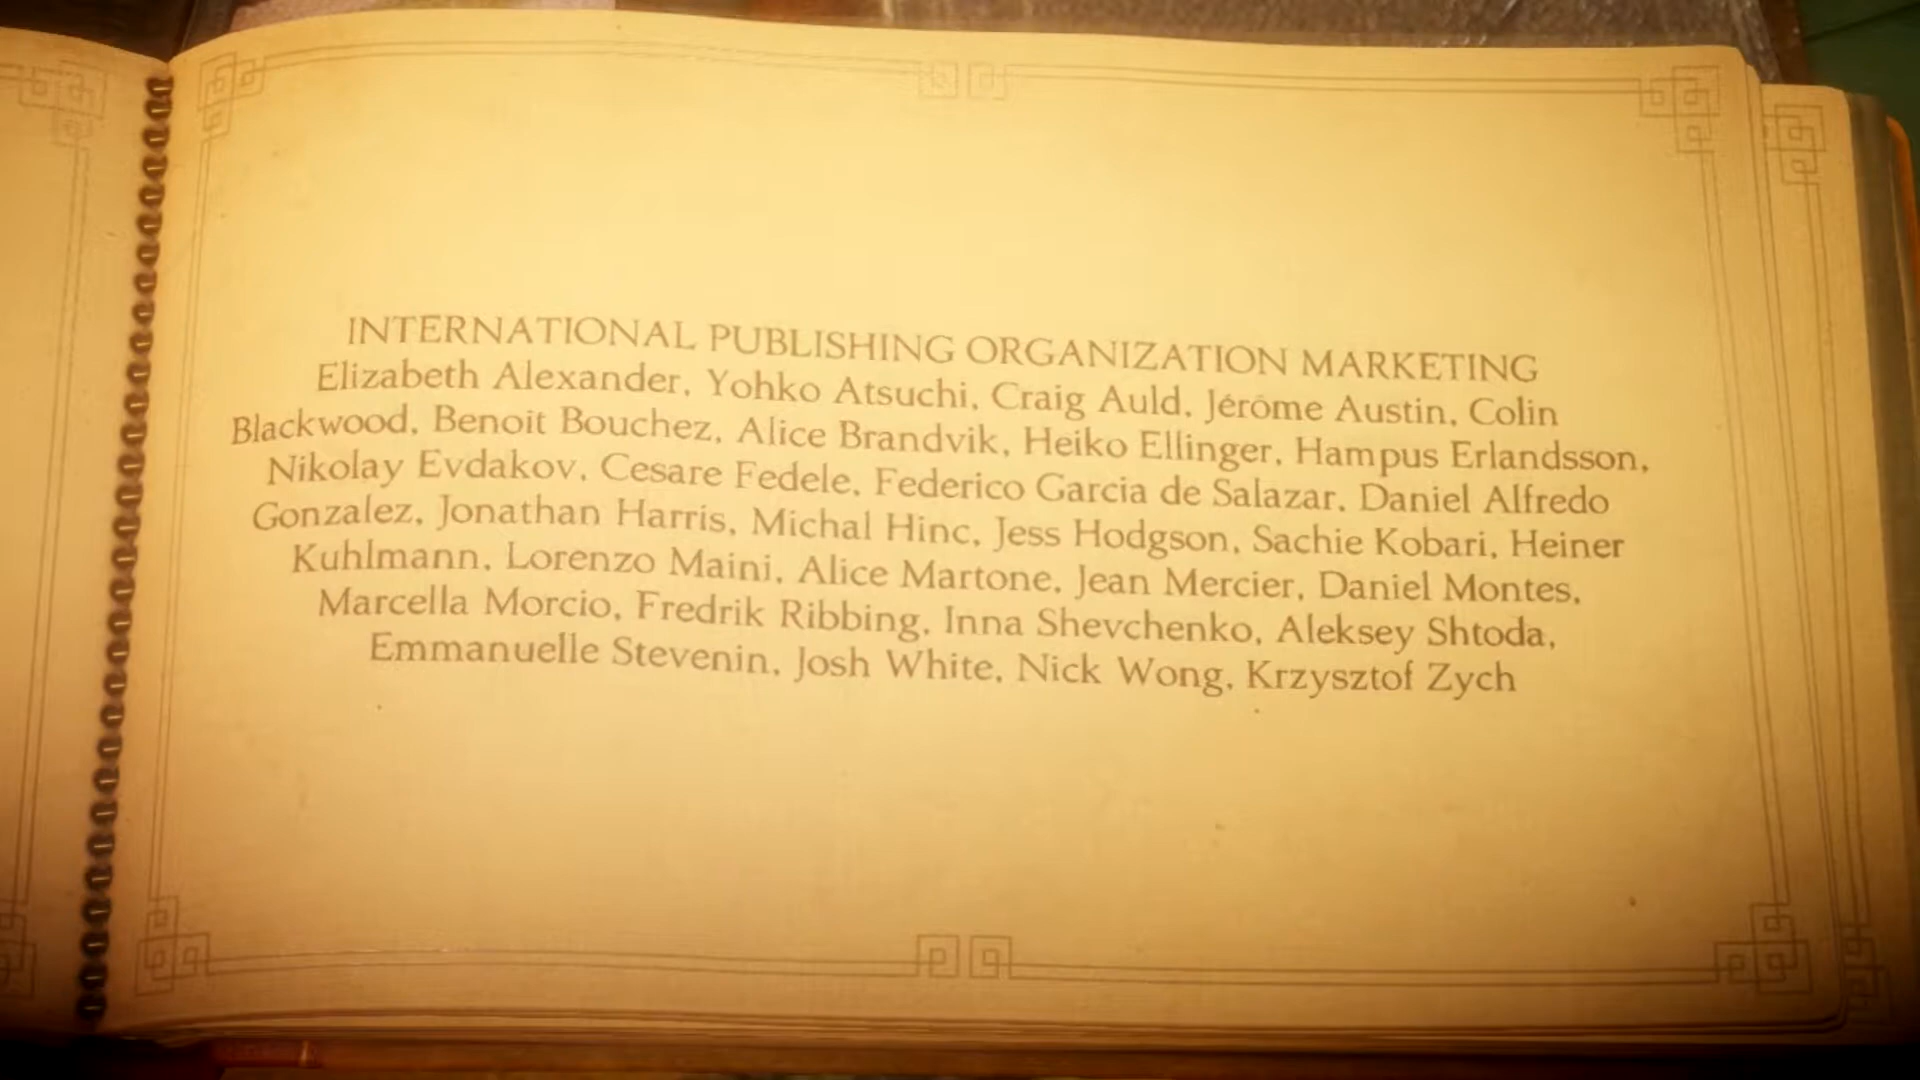 INTERNATIONAL PUBLISHING ORGANIZATION MARKETING
Elizabeth Alexander, Yohko Atsuchi, Craig Auld, Jérôme Austin, Colin
Blackwood, Benoit Bouchez, Alice Brandvik, Heiko Ellinger, Hampus Erlandsson,
Nikolay Evdakov, Cesare Fedele, Federico Garcia de Salazar, Daniel Alfredo
Gonzalez, Jonathan Harris, Michal Hinc, Jess Hodgson, Sachie Kobari, Heiner
Kuhlmann, Lorenzo Maini, Alice Martone, Jean Mercier, Daniel Montes,
Marcella Morcio, Fredrik Ribbing, Inna Shevchenko, Aleksey Shtoda,
Emmanuelle Stevenin, Josh White, Nick Wong, Krzysztof Zych